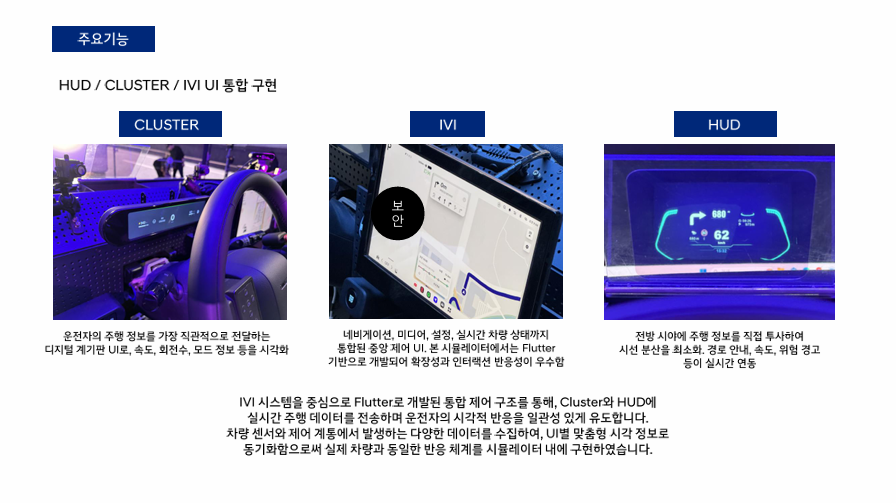 주요기능
HUD / CLUSTER / IVI UI 통합 구현
CLUSTER
IVI
HUD
보
안
680
62
운전자의 주행 정보를 가장 직관적으로 전달하는
디지털 계기판 UI로, 속도, 회전수, 모드 정보 등을 시각화
네비게이션, 미디어, 설정, 실시간 차량 상태까지
통합된 중앙 제어 UI. 본 시뮬레이터에서는 Flutter
기반으로 개발되어 확장성과 인터랙션 반응성이 우수함
전방 시야에 주행 정보를 직접 투사하여
시선 분산을 최소화. 경로 안내, 속도, 위험 경고
등이 실시간 연동
IVI 시스템을 중심으로 Flutter로 개발된 통합 제어 구조를 통해, Cluster와 HUD에
실시간 주행 데이터를 전송하며 운전자의 시각적 반응을 일관성 있게 유도합니다.
차량 센서와 제어 계통에서 발생하는 다양한 데이터를 수집하여, UI별 맞춤형 시각 정보로
동기화함으로써 실제 차량과 동일한 반응 체계를 시뮬레이터 내에 구현하였습니다.